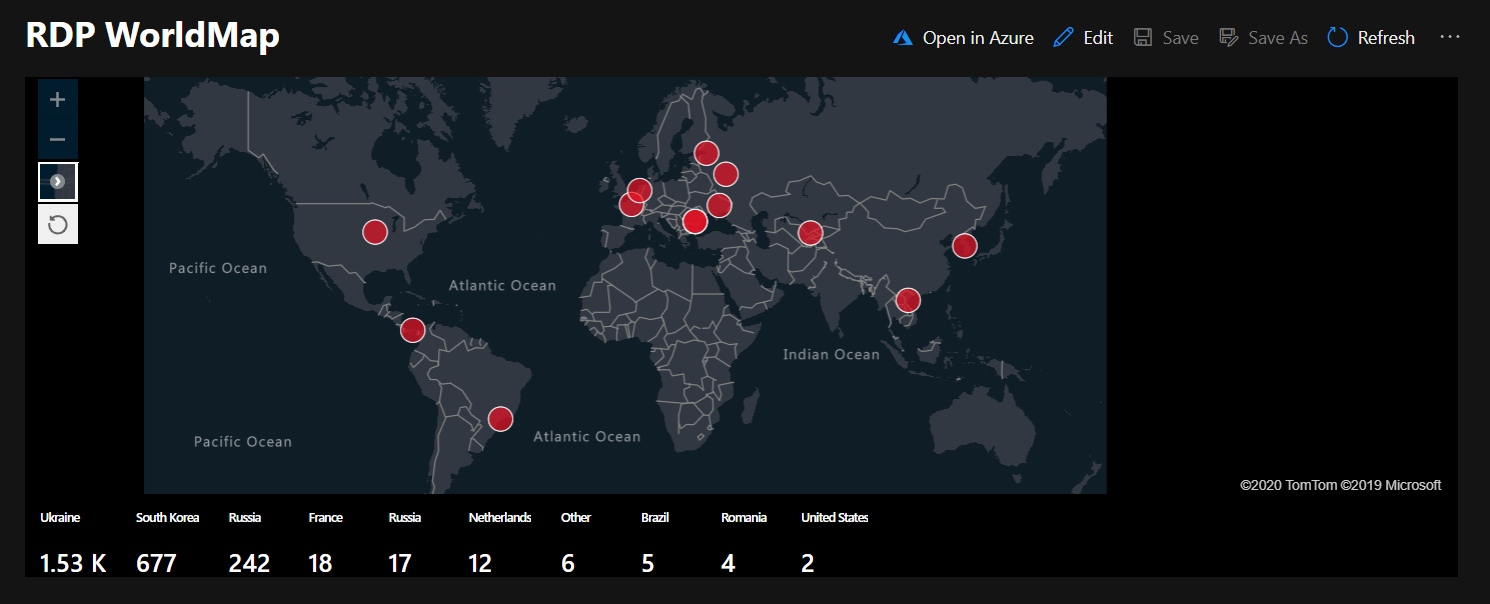 RDP WorldMap
Open in Azure Edit Save Save As Refresh ...
Pacific Ocean
Atlantic Ocean
Indian Ocean
Atlantic Ocean
Pacific Ocean
©2020 TomTom ©2019 Microsoft
Ukraine South Korea Russia France Russia Netherlands Other Brazil Romania United States
1.53 K 677 242 18 17 12 6 5 4 2